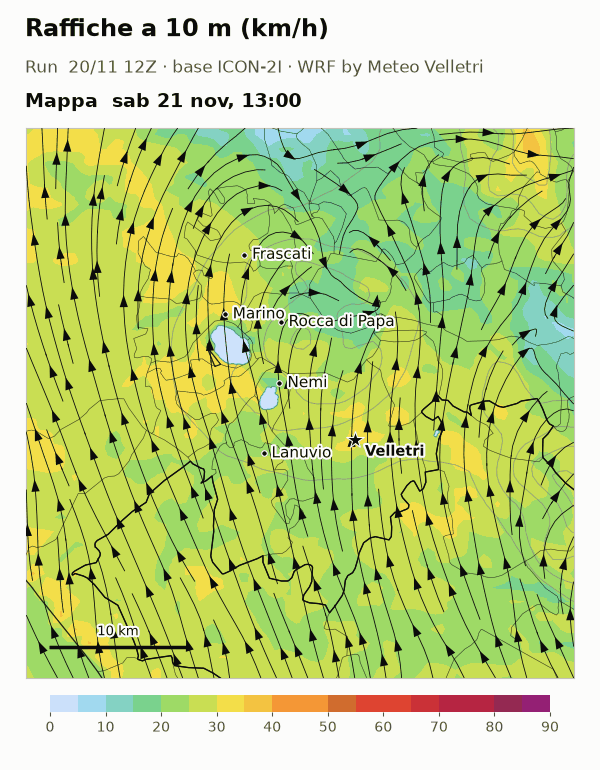 Raffiche a 10 m (km/h)
Run  20/11 12Z · base ICON-2I · WRF by Meteo Velletri
Mappa  sab 21 nov, 13:00
Frascati
Marino
Rocca di Papa
Nemi
Velletri
Lanuvio
10 km
0 10 20 30 40 50 60 70 80 90